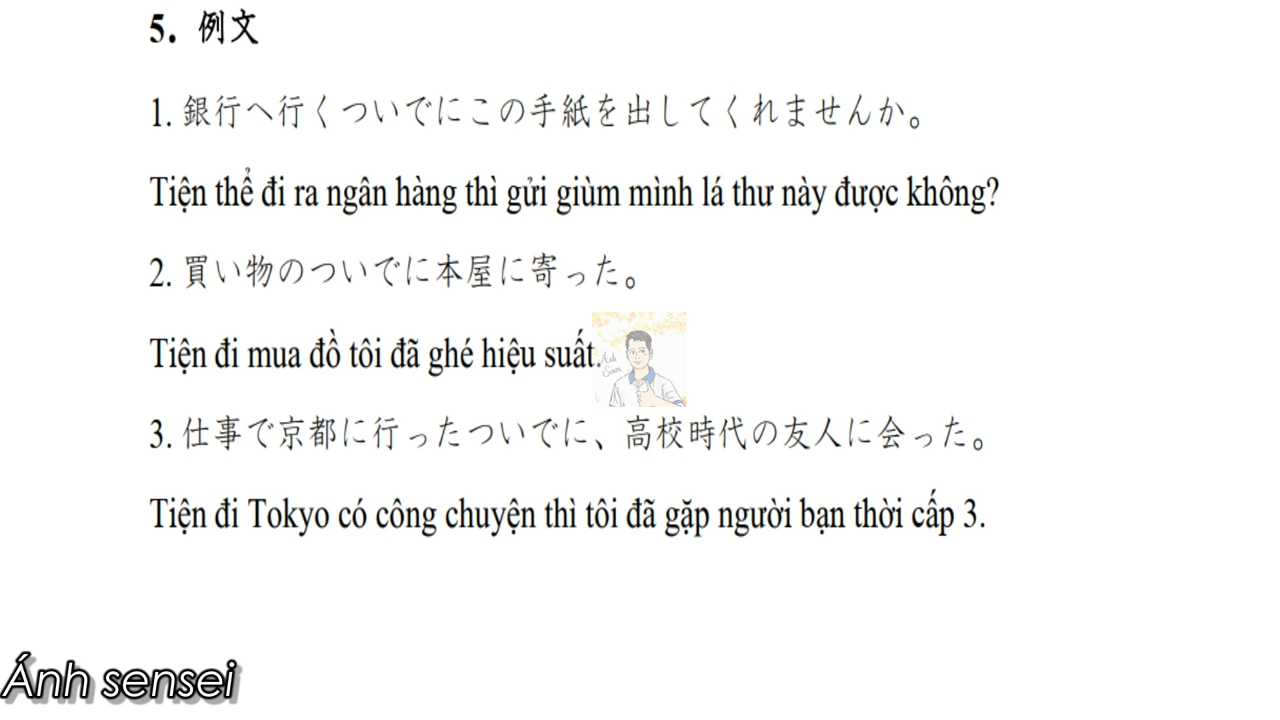 5. 例文
1. 銀行へ行くついでにこの手紙を出してくれませんか。
Tiện thể đi ra ngân hàng thì gửi giùm mình lá thư này được không?
2. 買い物のついでに本屋に寄った。
Tiện đi mua đồ tôi đã ghé hiệu suất.
Ánh Sensei
3. 仕事で京都に行ったついでに、高校時代の友人に会った。
Tiện đi Tokyo có công chuyện thì tôi đã gặp người bạn thời cấp 3.
Ánh sensei